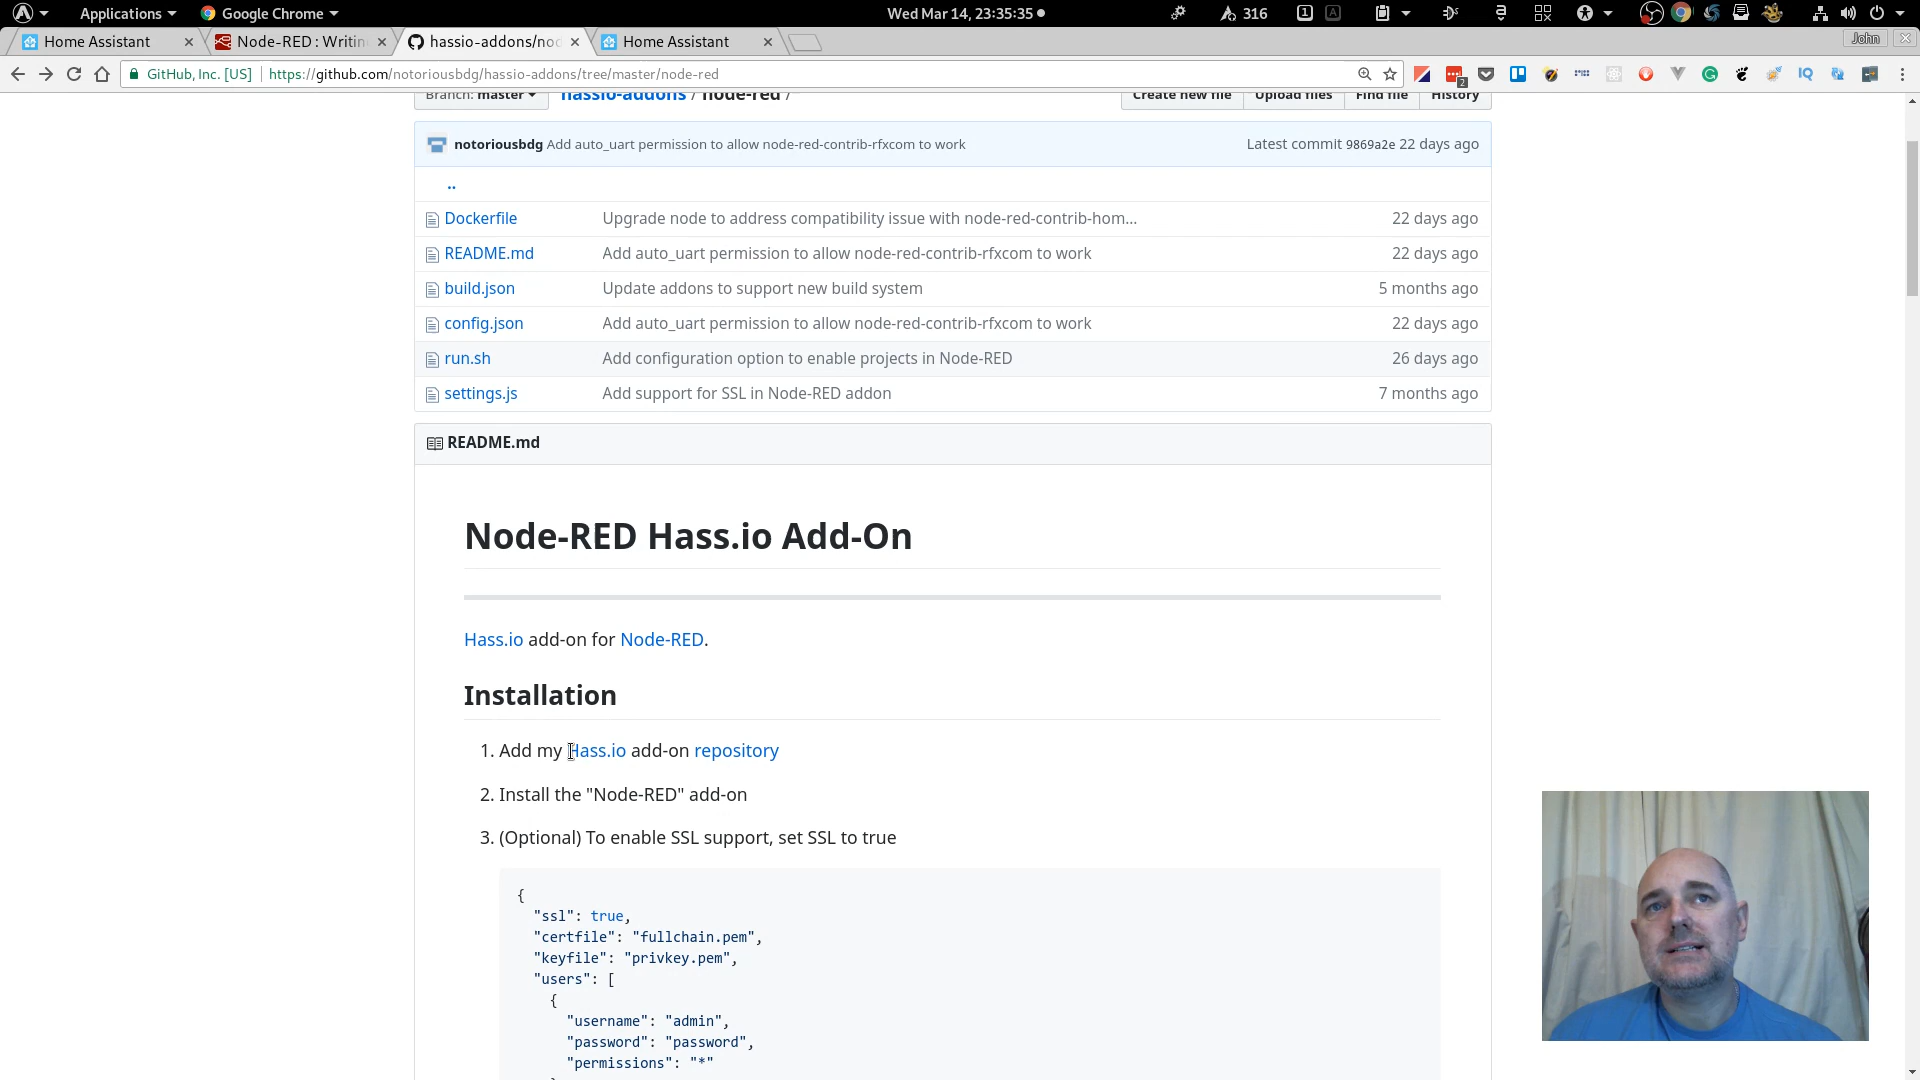 Applications
Google Chrome
Wed Mar 14, 23:35:35
316
1
A
Home Assistant
Node-RED : Writin
hassio-addons/nod
Home Assistant
John
GitHub, Inc. [US]
https://github.com/notoriousbdg/hassio-addons/tree/master/node-red
2
IQ
Branch: master
hassio-addons / node-red /
Create new file
Upload files
Find file
History
notoriousbdg Add auto_uart permission to allow node-red-contrib-rfxcom to work
Latest commit 9869a2e 22 days ago
..
Dockerfile
Upgrade node to address compatibility issue with node-red-contrib-hom…
22 days ago
README.md
Add auto_uart permission to allow node-red-contrib-rfxcom to work
22 days ago
build.json
Update addons to support new build system
5 months ago
config.json
Add auto_uart permission to allow node-red-contrib-rfxcom to work
22 days ago
run.sh
Add configuration option to enable projects in Node-RED
26 days ago
settings.js
Add support for SSL in Node-RED addon
7 months ago
README.md
Node-RED Hass.io Add-On
Hass.io add-on for Node-RED.
Installation
1. Add my Hass.io add-on repository
2. Install the "Node-RED" add-on
3. (Optional) To enable SSL support, set SSL to true
{
"ssl": true,
"certfile": "fullchain.pem",
"keyfile": "privkey.pem",
"users": [
{
"username": "admin",
"password": "password",
"permissions": "*"